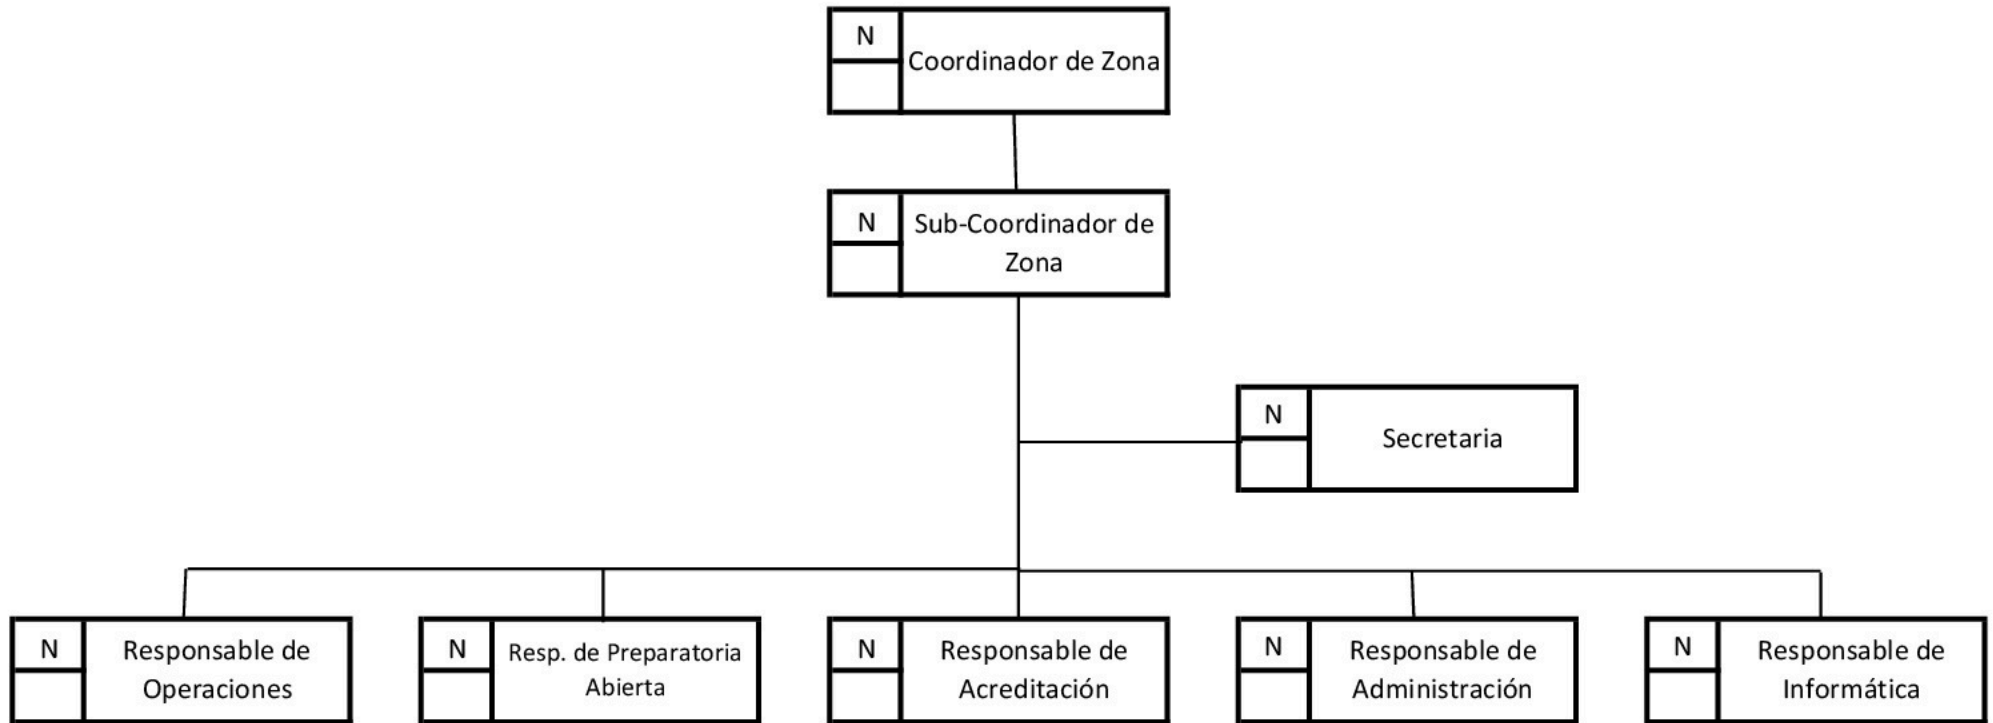 N
Coordinador de Zona
N
Sub-Coordinador de
Zona
N
Secretaria
N
Responsable de
Operaciones
N
Resp. de Preparatoria
Abierta
N
Responsable de
Acreditación
N
Responsable de
Administración
N
Responsable de
Informática